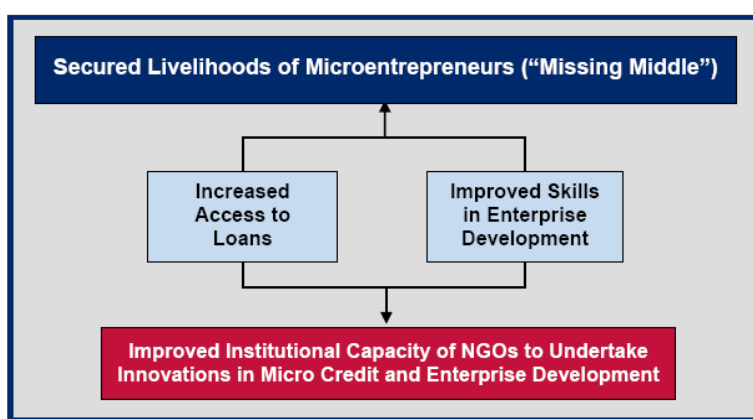 Secured Livelihoods of Microentrepreneurs (“Missing Middle”)
Increased
Access to
Loans
Improved Skills
in Enterprise
Development
Improved Institutional Capacity of NGOs to Undertake
Innovations in Micro Credit and Enterprise Development